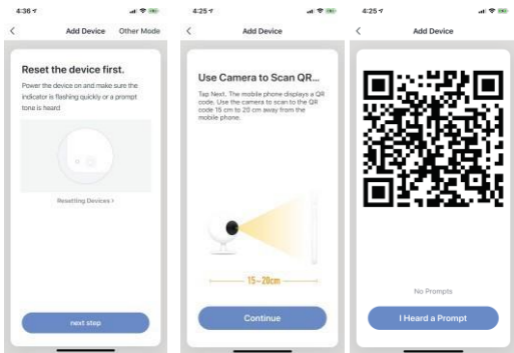 4:36
Add Device
Other Mode
Reset the device first.
Power the device on and make sure the
indicator is flashing quickly or a prompt
tone is heard
Resetting Devices >
next step
4:25
Add Device
Use Camera to Scan QR...
Tap Next. The mobile phone displays a QR
code. Use the camera to scan to the QR
code 15 cm to 20 cm away from the
mobile phone.
15-20cm
Continue
4:25
Add Device
No Prompts
I Heard a Prompt